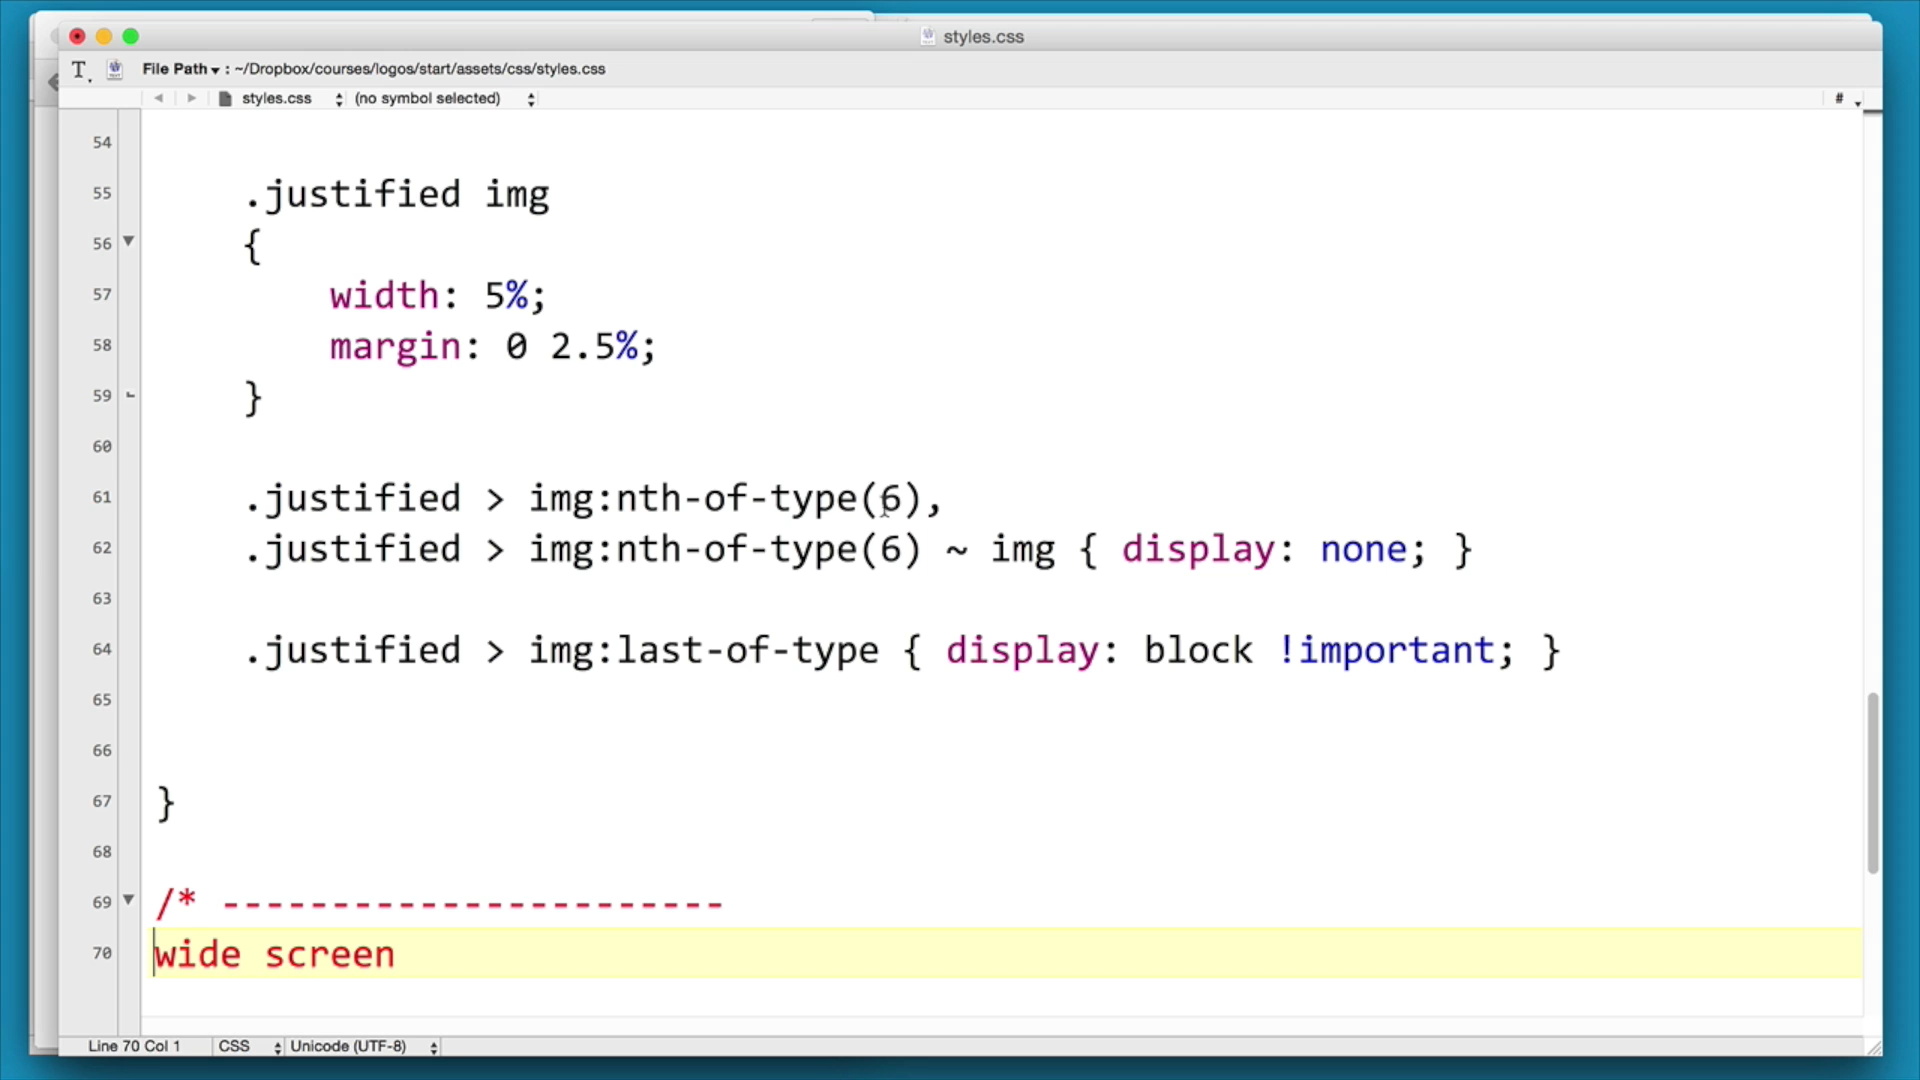 styles.css
File Path ▾ : ~/Dropbox/courses/logos/start/assets/css/styles.css
styles.css (no symbol selected) #
54
55 .justified img
56 {
57 width: 5%;
58 margin: 0 2.5%;
59 }
60
61 .justified > img:nth-of-type(6),
62 .justified > img:nth-of-type(6) ~ img { display: none; }
63
64 .justified > img:last-of-type { display: block !important; }
65
66
67 }
68
69 /* -----------------------
70 wide screen
Line 70 Col 1 CSS Unicode (UTF-8)